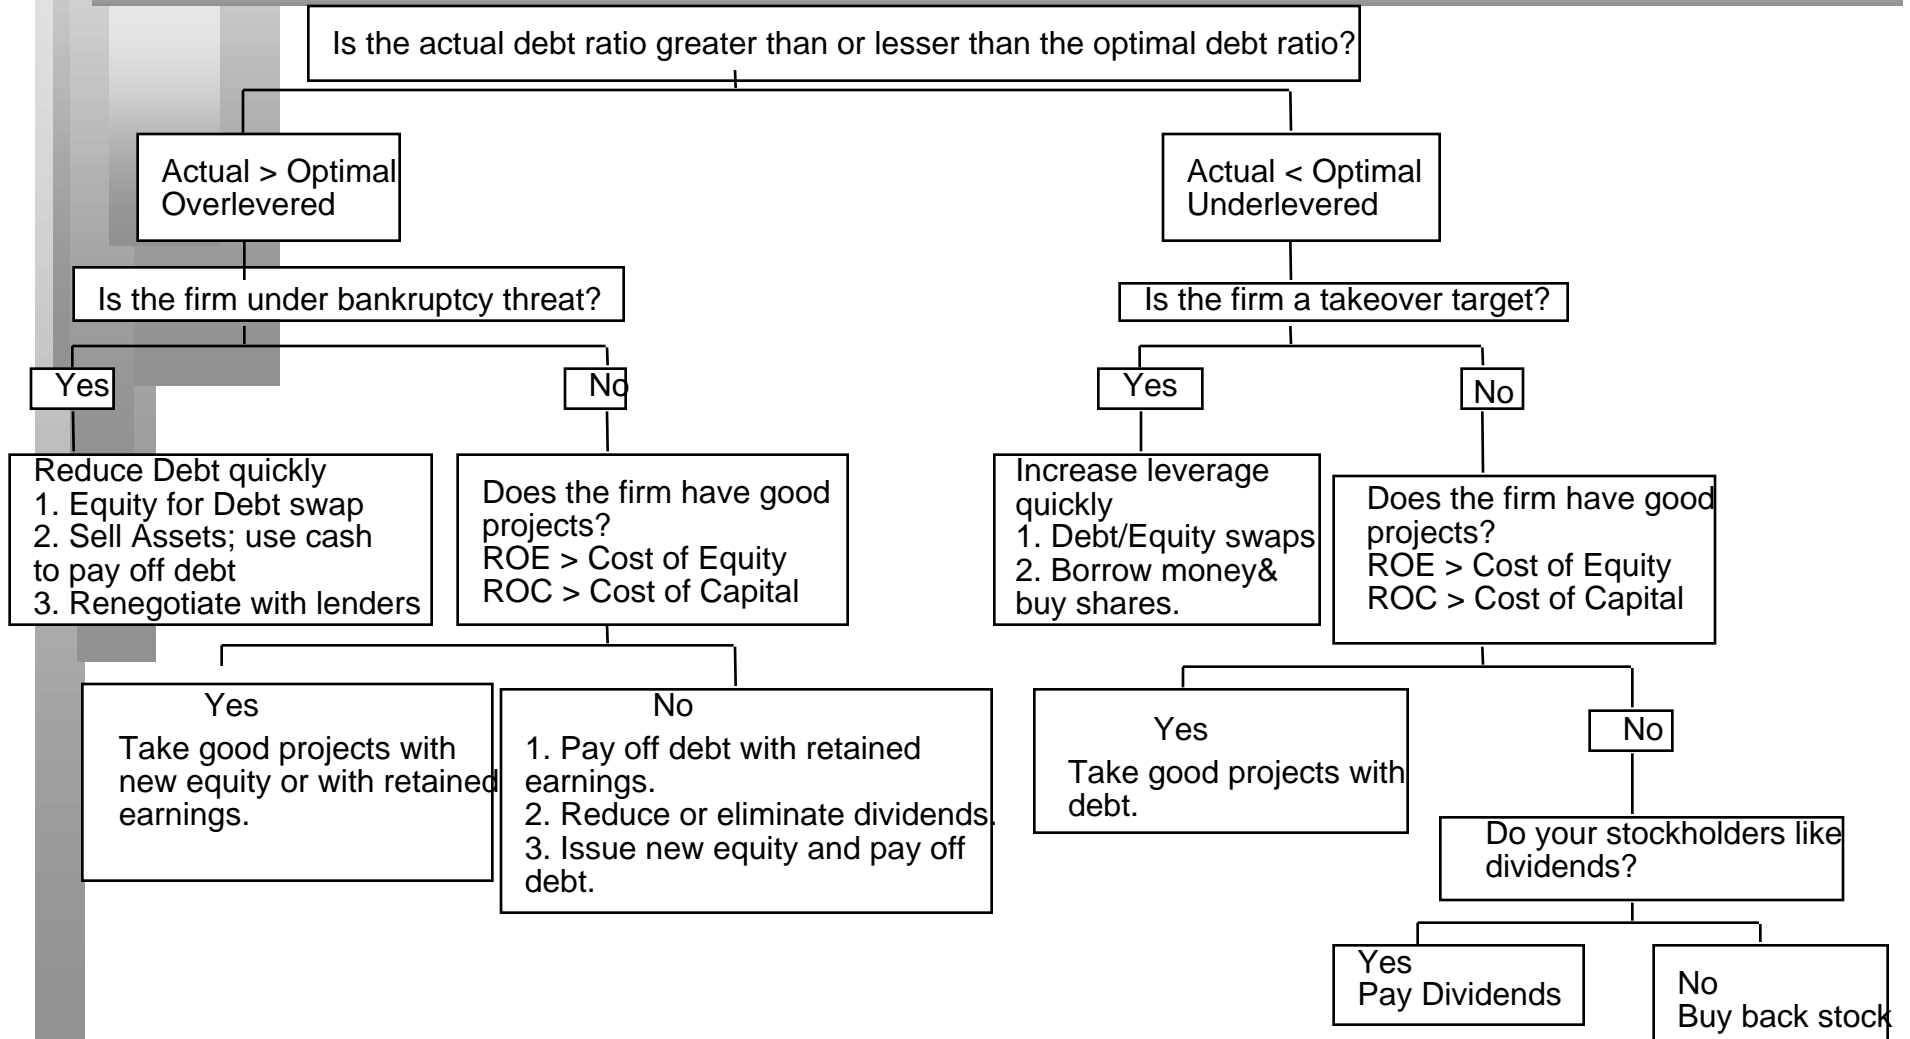 Is the actual debt ratio greater than or lesser than the optimal debt ratio?
Actual > Optimal
Overlevered
Actual < Optimal
Underlevered
Is the firm under bankruptcy threat?
Is the firm a takeover target?
Yes
No
Yes
No
Reduce Debt quickly
1. Equity for Debt swap
2. Sell Assets; use cash
to pay off debt
3. Renegotiate with lenders
Does the firm have good
projects?
ROE > Cost of Equity
ROC > Cost of Capital
Increase leverage
quickly
1. Debt/Equity swaps
2. Borrow money&
buy shares.
Does the firm have good
projects?
ROE > Cost of Equity
ROC > Cost of Capital
Yes
Take good projects with
new equity or with retained
earnings.
No
1. Pay off debt with retained
earnings.
2. Reduce or eliminate dividends.
3. Issue new equity and pay off
debt.
Yes
Take good projects with
debt.
No
Do your stockholders like
dividends?
Yes
Pay Dividends
No
Buy back stock